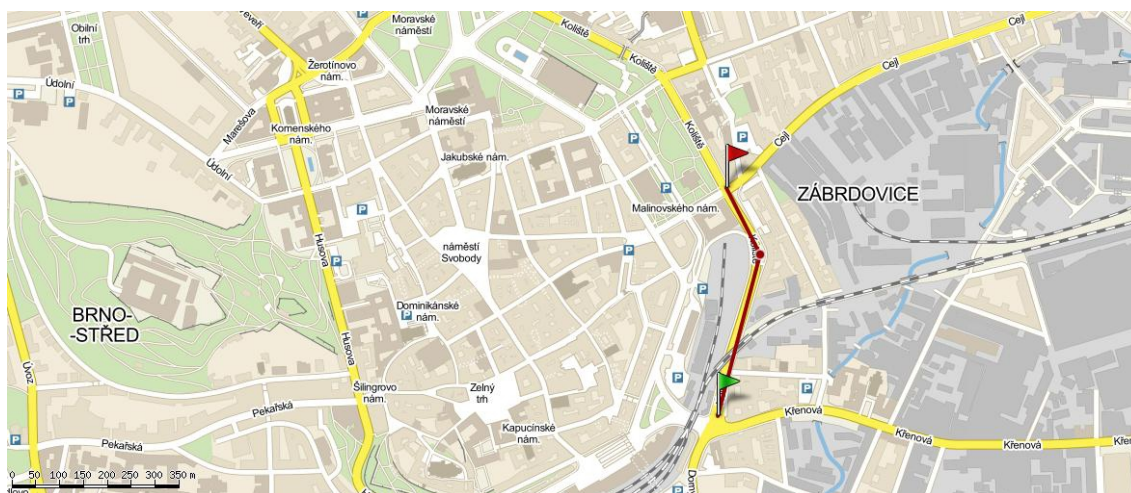 Obilní
trh
Moravské
náměstí
Koliště
Cejl
Žerotínovo
nám.
Koliště
Údolní
Cejl
Marešova
Moravské
náměstí
Komenského
nám.
Koliště
Cejl
Jakubské nám.
Údolní
ZÁBRDOVICE
Malinovského nám.
Husova
náměstí
Svobody
BRNO-
-STŘED
Dominikánské
nám.
Husova
Úvoz
Šilingrovo
nám.
Zelný
trh
Pekařská
Křenová
Kapucínské
nám.
Křenová
Křenová
Pekařská
0 50 100 150 200 250 300 350 m